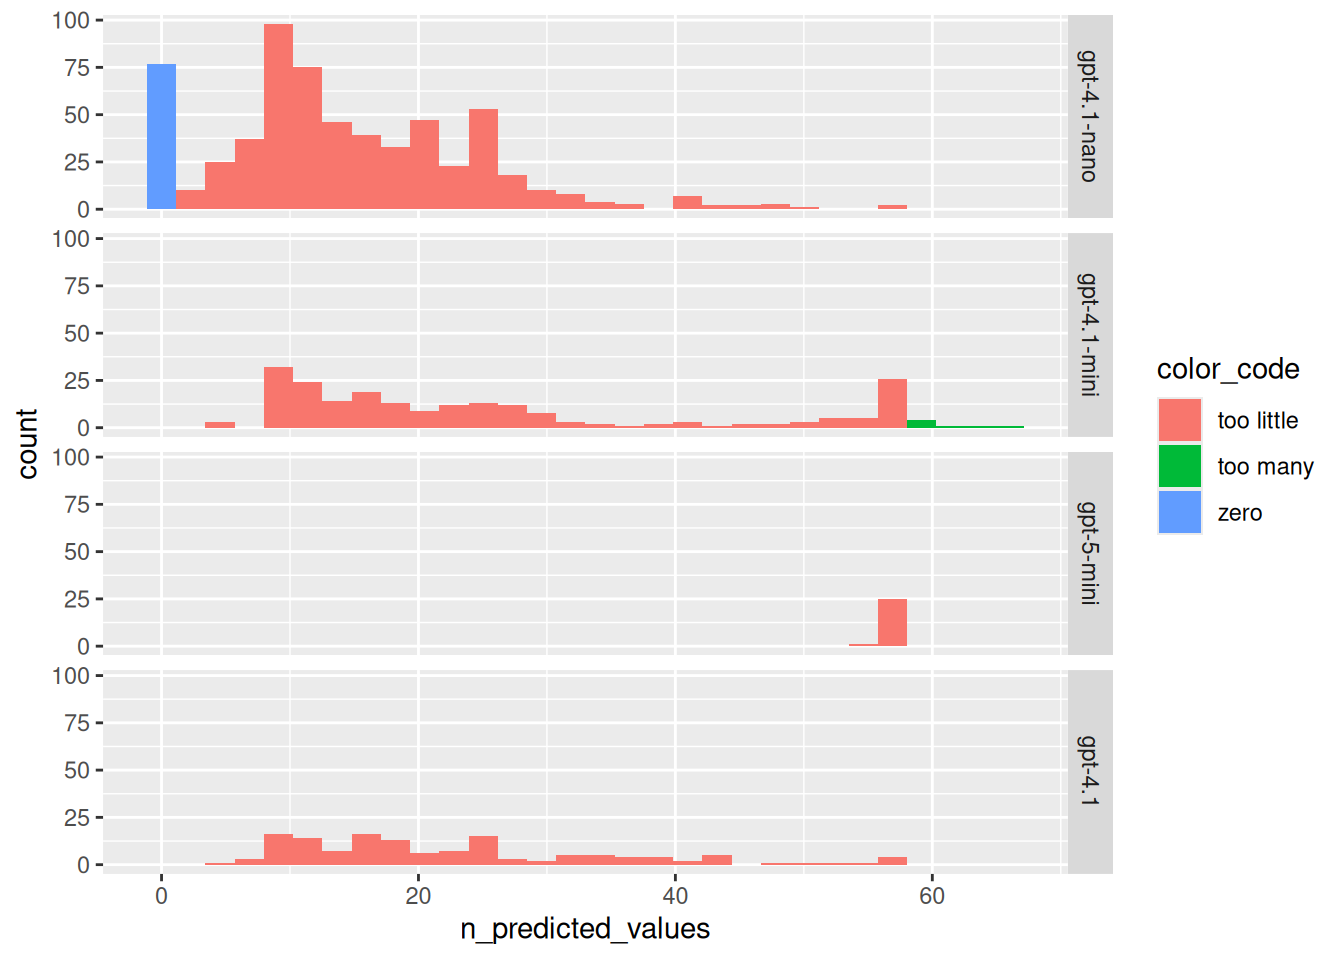 100
75
50
25
0
gpt-4.1-nano
100
75
50
25
0
gpt-4.1-mini
100
75
50
25
0
gpt-5-mini
100
75
50
25
0
gpt-4.1
0 20 40 60
n_predicted_values
count
color_code
too little
too many
zero